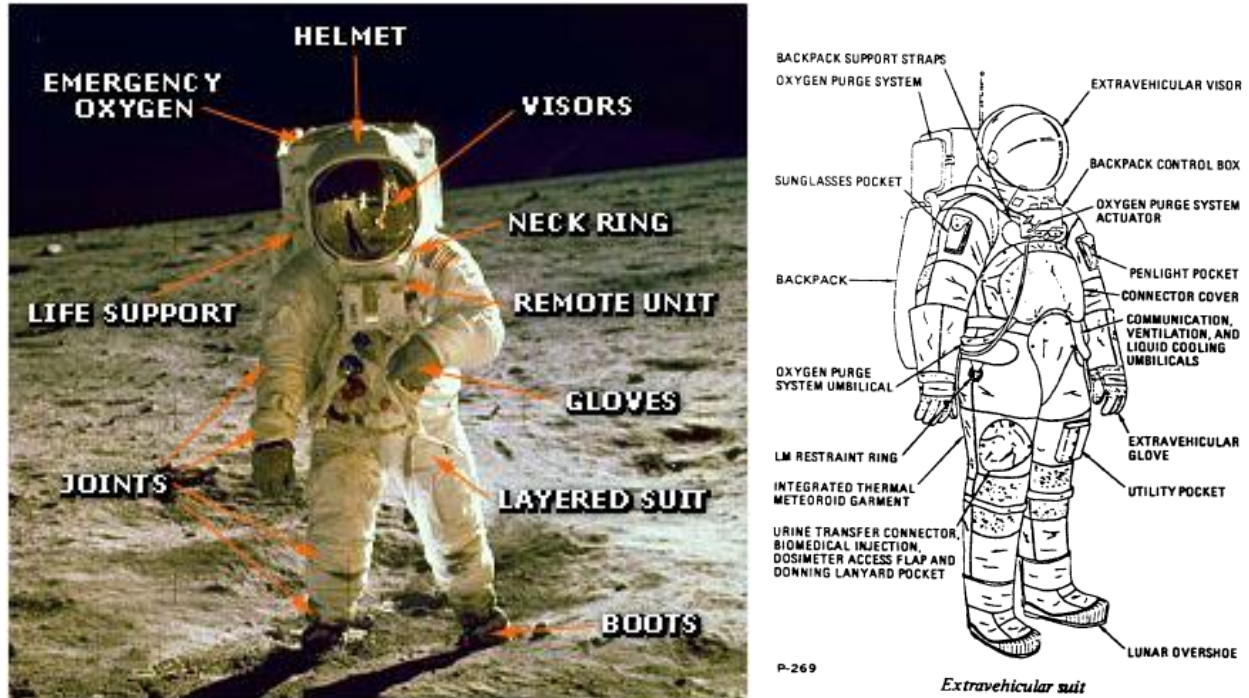 HELMET
EMERGENCY
OXYGEN
VISORS
NECK RING
LIFE SUPPORT
REMOTE UNIT
GLOVES
JOINTS
LAYERED SUIT
BOOTS
BACKPACK SUPPORT STRAPS
OXYGEN PURGE SYSTEM
SUNGLASSES POCKET
BACKPACK
OXYGEN PURGE
SYSTEM UMBILICAL
LM RESTRAINT RING
INTEGRATED THERMAL
METEOROID GARMENT
URINE TRANSFER CONNECTOR,
BIOMEDICAL INJECTION,
DOSIMETER ACCESS FLAP AND
DONNING LANYARD POCKET
EXTRAVEHICULAR VISOR
BACKPACK CONTROL BOX
OXYGEN PURGE SYSTEM
ACTUATOR
PENLIGHT POCKET
CONNECTOR COVER
COMMUNICATION,
VENTILATION, AND
LIQUID COOLING
UMBILICALS
EXTRAVEHICULAR
GLOVE
UTILITY POCKET
LUNAR OVERSHOE
P-269
Extravehicular suit